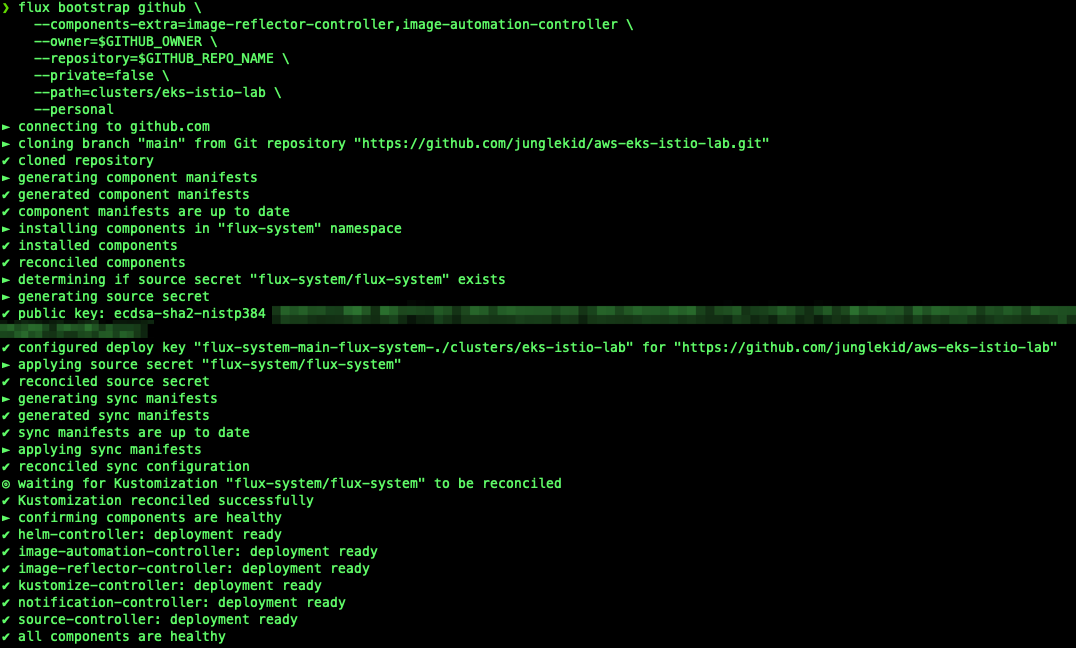 ❯ flux bootstrap github \
    --components-extra=image-reflector-controller,image-automation-controller \
    --owner=$GITHUB_OWNER \
    --repository=$GITHUB_REPO_NAME \
    --private=false \
    --path=clusters/eks-istio-lab \
    --personal
► connecting to github.com
► cloning branch "main" from Git repository "https://github.com/junglekid/aws-eks-istio-lab.git"
✔ cloned repository
► generating component manifests
✔ generated component manifests
✔ component manifests are up to date
► installing components in "flux-system" namespace
✔ installed components
✔ reconciled components
► determining if source secret "flux-system/flux-system" exists
► generating source secret
✔ public key: ecdsa-sha2-nistp384
✔ configured deploy key "flux-system-main-flux-system-./clusters/eks-istio-lab" for "https://github.com/junglekid/aws-eks-istio-lab"
► applying source secret "flux-system/flux-system"
✔ reconciled source secret
► generating sync manifests
✔ generated sync manifests
✔ sync manifests are up to date
► applying sync manifests
✔ reconciled sync configuration
◎ waiting for Kustomization "flux-system/flux-system" to be reconciled
✔ Kustomization reconciled successfully
► confirming components are healthy
✔ helm-controller: deployment ready
✔ image-automation-controller: deployment ready
✔ image-reflector-controller: deployment ready
✔ kustomize-controller: deployment ready
✔ notification-controller: deployment ready
✔ source-controller: deployment ready
✔ all components are healthy